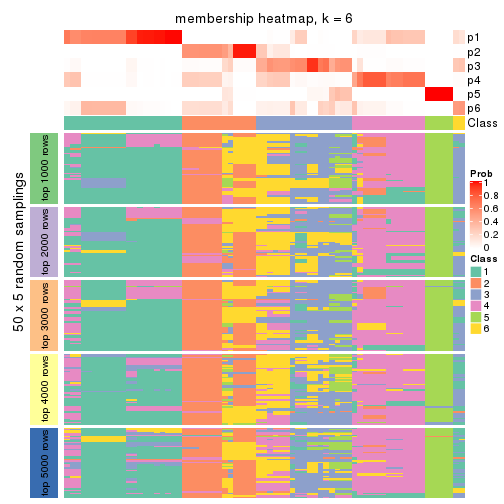 membership heatmap, k = 6
p1
p2
p3
p4
p5
p6
Class
50 x 5 random samplings
top 1000 rows
top 2000 rows
top 3000 rows
top 4000 rows
top 5000 rows
Prob
1
0.8
0.6
0.4
0.2
0
Class
1
2
3
4
5
6